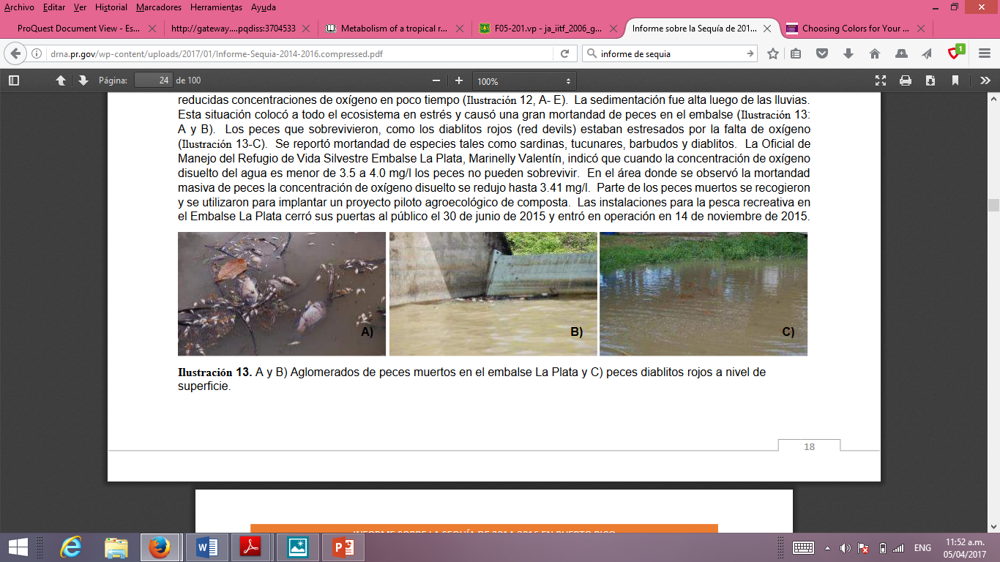 Archivo Editar Ver Historial Marcadores Herramientas Ayuda
ProQuest Document View - Es...
http://gateway....pqdiss:3704533
Metabolism of a tropical r...
F05-201.vp - ja_iitf_2006_g...
Informe sobre la Sequía de 201...
Choosing Colors for Your ...
drna.pr.gov/wp-content/uploads/2017/01/Informe-Sequia-2014-2016.compressed.pdf
informe de sequia
1
Página: 24 de 100
100%
reducidas concentraciones de oxígeno en poco tiempo (Ilustración 12, A- E). La sedimentación fue alta luego de las lluvias.
Esta situación colocó a todo el ecosistema en estrés y causó una gran mortandad de peces en el embalse (Ilustración 13:
A y B). Los peces que sobrevivieron, como los diablitos rojos (red devils) estaban estresados por la falta de oxígeno
(Ilustración 13-C). Se reportó mortandad de especies tales como sardinas, tucunares, barbudos y diablitos. La Oficial de
Manejo del Refugio de Vida Silvestre Embalse La Plata, Marinelly Valentín, indicó que cuando la concentración de oxígeno
disuelto del agua es menor de 3.5 a 4.0 mg/l los peces no pueden sobrevivir. En el área donde se observó la mortandad
masiva de peces la concentración de oxígeno disuelto se redujo hasta 3.41 mg/l. Parte de los peces muertos se recogieron
y se utilizaron para implantar un proyecto piloto agroecológico de composta. Las instalaciones para la pesca recreativa en
el Embalse La Plata cerró sus puertas al público el 30 de junio de 2015 y entró en operación en 14 de noviembre de 2015.
A)
B)
C)
Ilustración 13. A y B) Aglomerados de peces muertos en el embalse La Plata y C) peces diablitos rojos a nivel de
superficie.
18
INFORME SOBRE LA SEQUÍA DE 2014-2016 EN PUERTO RICO
ENG
11:52 a.m.
05/04/2017